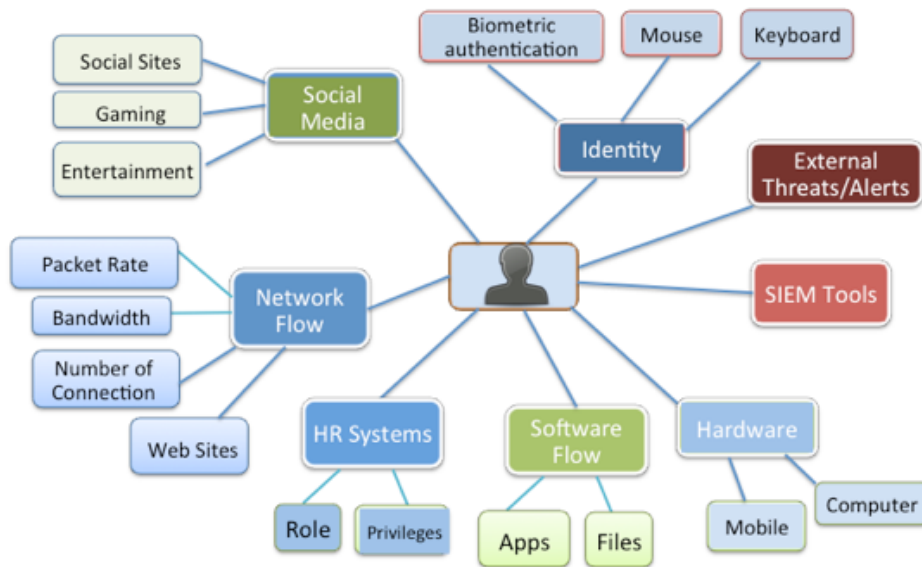 Biometric
authentication
Mouse
Keyboard
Social Sites
Gaming
Entertainment
Social
Media
Identity
External
Threats/Alerts
Packet Rate
Bandwidth
Number of
Connection
Web Sites
Network
Flow
SIEM Tools
HR Systems
Software
Flow
Hardware
Role
Privileges
Apps
Files
Mobile
Computer